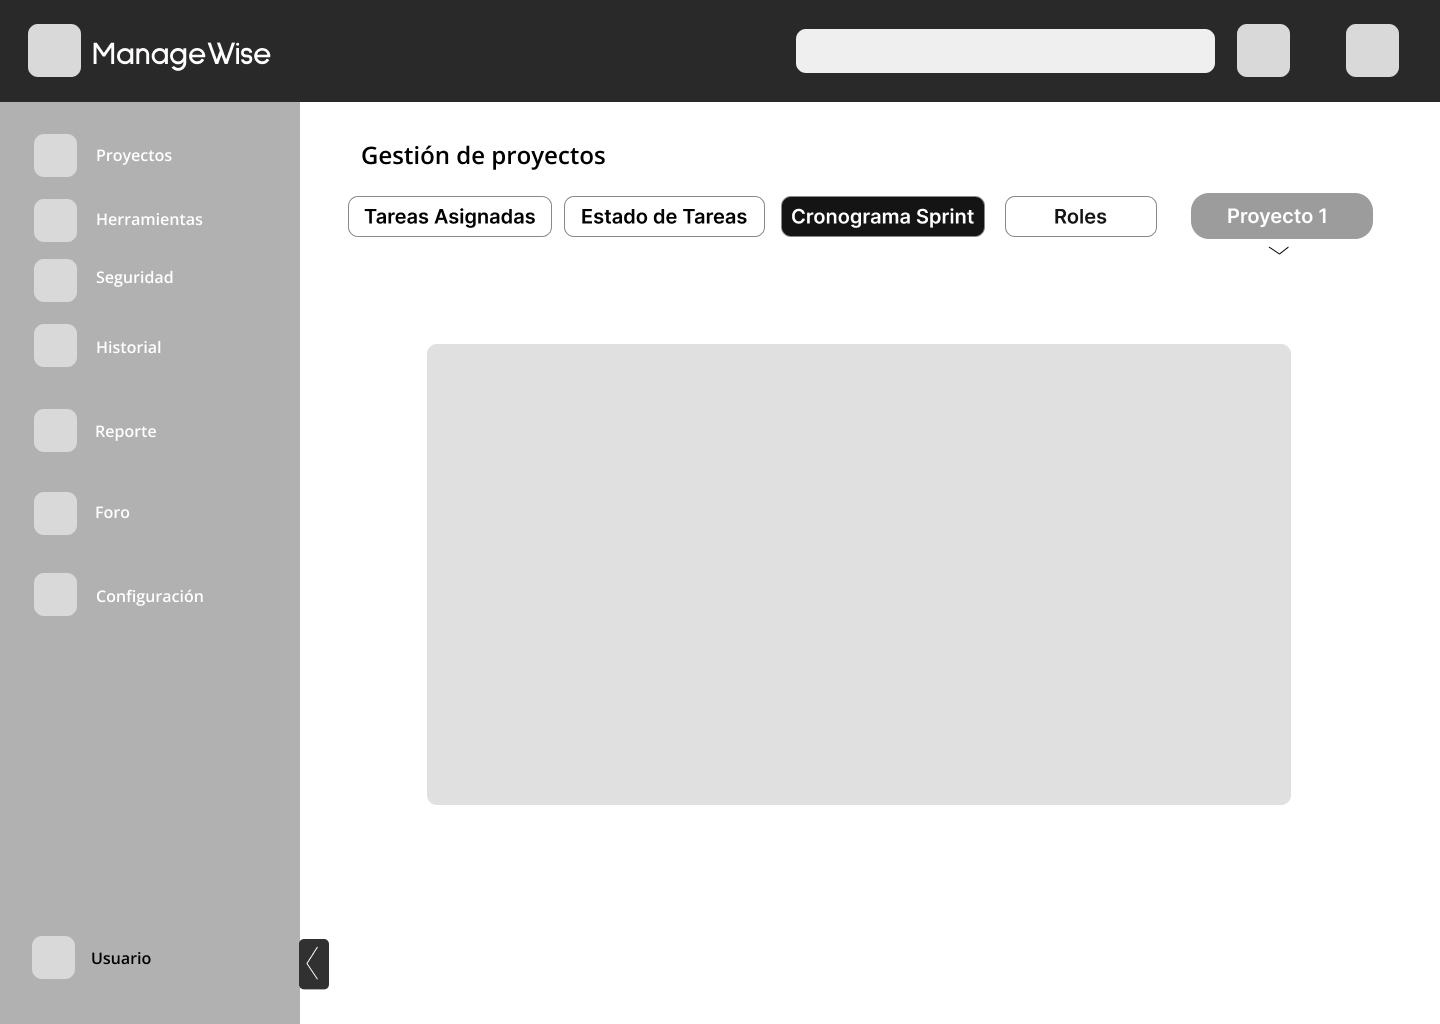 ManageWise
Proyectos
Herramientas
Seguridad
Historial
Reporte
Foro
Configuración
Usuario
Gestión de proyectos
Tareas Asignadas
Estado de Tareas
Cronograma Sprint
Roles
Proyecto 1